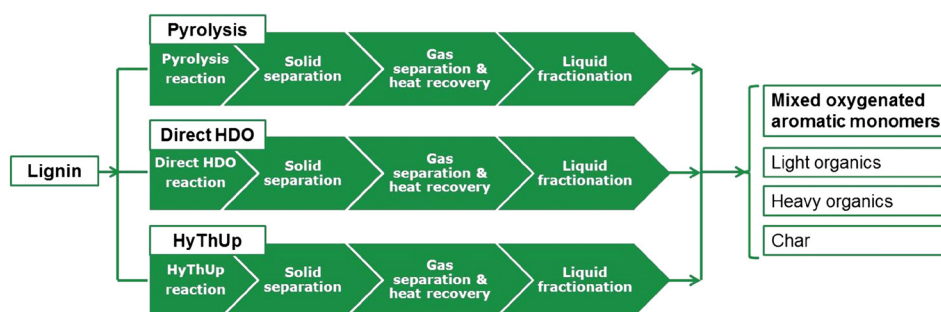 Pyrolysis
Pyrolysis
reaction
Solid
separation
Gas
separation &
heat recovery
Liquid
fractionation
Lignin
Direct HDO
Direct HDO
reaction
Solid
separation
Gas
separation &
heat recovery
Liquid
fractionation
HyThUp
HyThUp
reaction
Solid
separation
Gas
separation &
heat recovery
Liquid
fractionation
Mixed oxygenated
aromatic monomers
Light organics
Heavy organics
Char